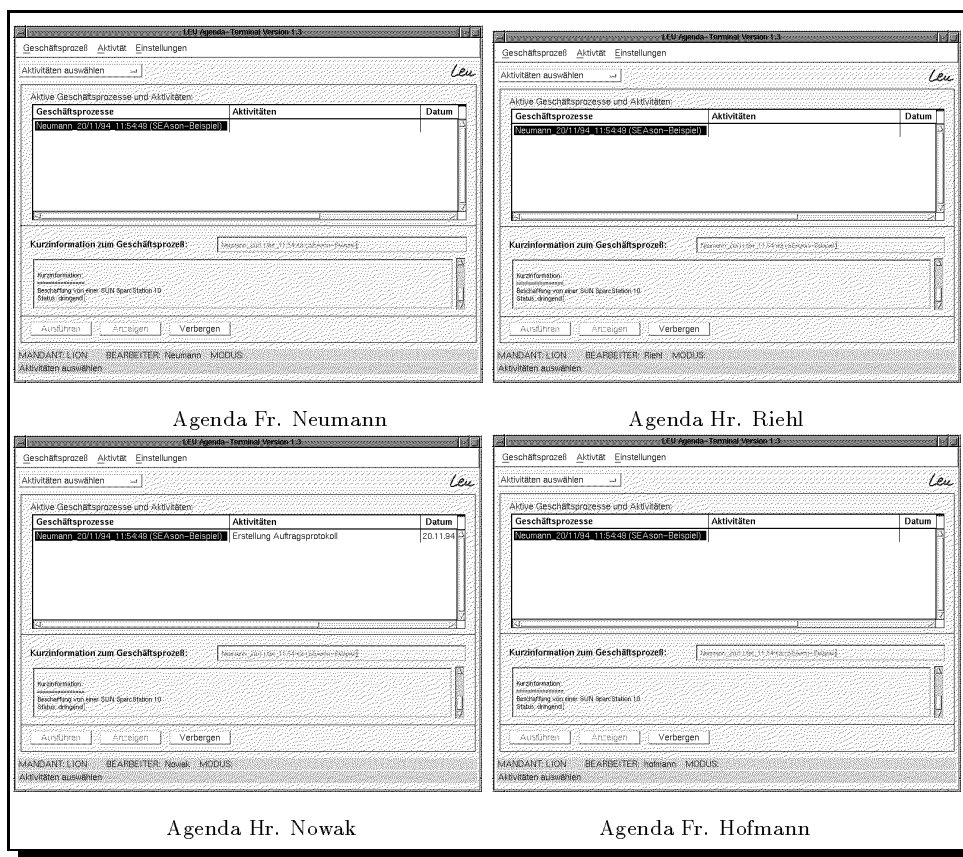 LEU Agenda-Terminal Version 1.3
Geschäftsprozeß Aktivtät Einstellungen
Aktivitäten auswählen
Leu
Aktive Geschäftsprozesse und Aktivitäten:
Geschäftsprozesse Aktivitäten Datum
Neumann_20/11/94_11:54:49 (SEAson-Beispiel)
Kurzinformation zum Geschäftsprozeß:
Kurzinformation:
================
Beschaffung von einer SUN SparcStation 10
Status: dringend
Ausführen Anzeigen Verbergen
MANDANT: LION BEARBEITER: Neumann MODUS:
Aktivitäten auswählen
Agenda Fr. Neumann
LEU Agenda-Terminal Version 1.3
Geschäftsprozeß Aktivtät Einstellungen
Aktivitäten auswählen
Leu
Aktive Geschäftsprozesse und Aktivitäten:
Geschäftsprozesse Aktivitäten Datum
Neumann_20/11/94_11:54:49 (SEAson-Beispiel)
Kurzinformation zum Geschäftsprozeß:
Kurzinformation:
================
Beschaffung von einer SUN SparcStation 10
Status: dringend
Ausführen Anzeigen Verbergen
MANDANT: LION BEARBEITER: Riehl MODUS:
Aktivitäten auswählen
Agenda Hr. Riehl
LEU Agenda-Terminal Version 1.3
Geschäftsprozeß Aktivtät Einstellungen
Aktivitäten auswählen
Leu
Aktive Geschäftsprozesse und Aktivitäten:
Geschäftsprozesse Aktivitäten Datum
Neumann_20/11/94_11:54:49 (SEAson-Beispiel) Erstellung Auftragsprotokoll 20.11.94
Kurzinformation zum Geschäftsprozeß:
Kurzinformation:
================
Beschaffung von einer SUN SparcStation 10
Status: dringend
Ausführen Anzeigen Verbergen
MANDANT: LION BEARBEITER: Nowak MODUS:
Aktivitäten auswählen
Agenda Hr. Nowak
LEU Agenda-Terminal Version 1.3
Geschäftsprozeß Aktivtät Einstellungen
Aktivitäten auswählen
Leu
Aktive Geschäftsprozesse und Aktivitäten:
Geschäftsprozesse Aktivitäten Datum
Neumann_20/11/94_11:54:49 (SEAson-Beispiel)
Kurzinformation zum Geschäftsprozeß:
Kurzinformation:
================
Beschaffung von einer SUN SparcStation 10
Status: dringend
Ausführen Anzeigen Verbergen
MANDANT: LION BEARBEITER: hofmann MODUS:
Aktivitäten auswählen
Agenda Fr. Hofmann